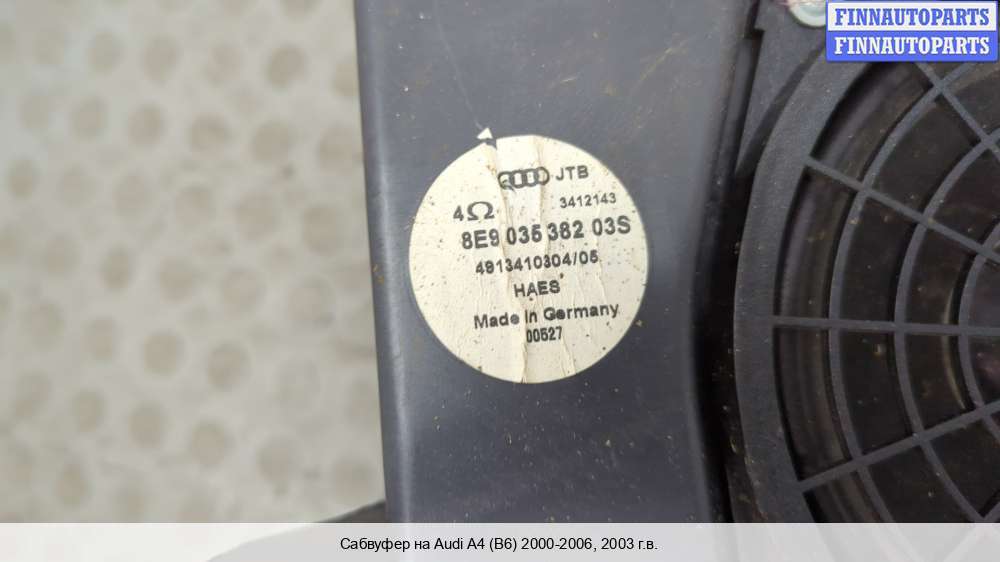 FINNAUTOPARTS
FINNAUTOPARTS
JTB
4Ω 3412143
8E9 035 382 03S
4913410304/05
HAES
Made in Germany
00527
Сабвуфер на Audi A4 (B6) 2000-2006, 2003 г.в.